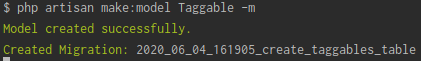 $ php artisan make:model Taggable -m
Model created successfully.
Created Migration: 2020_06_04_161905_create_taggables_table